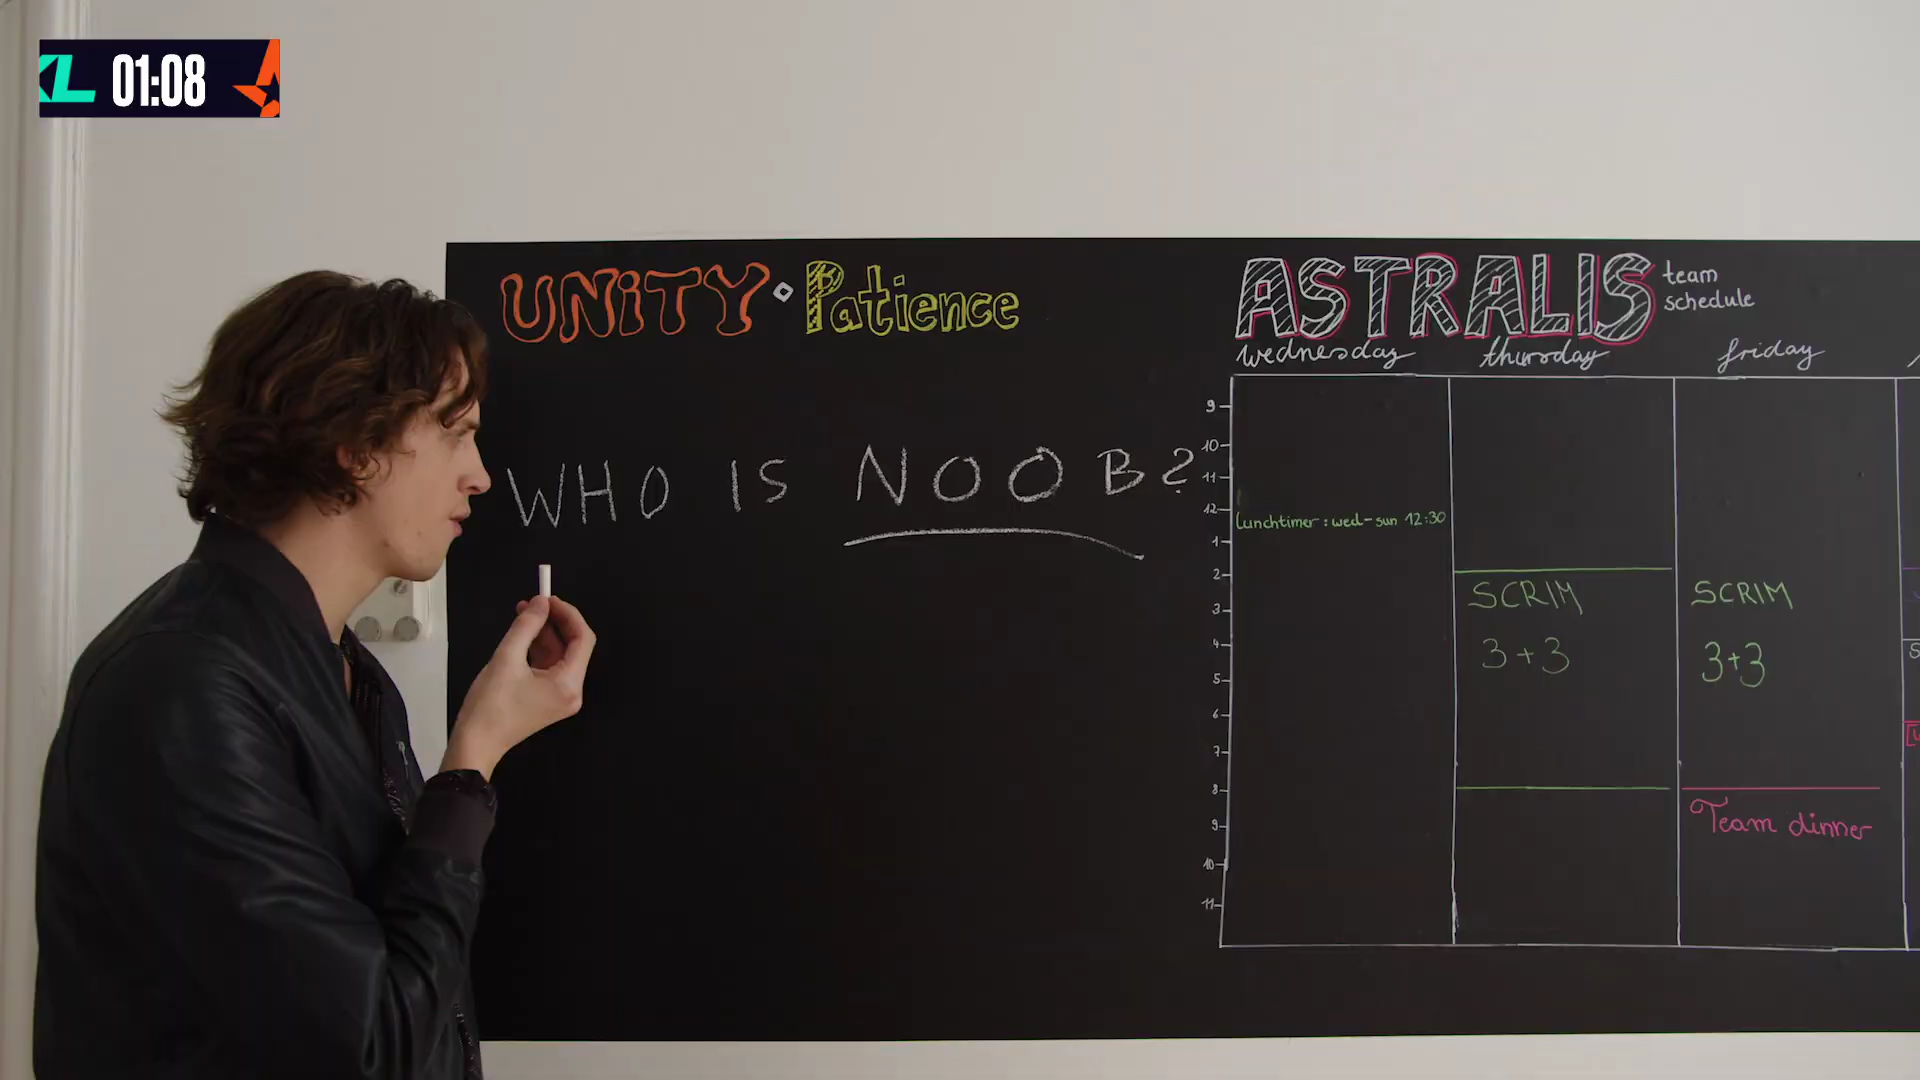 XL 01:08
UNiTY • Patience
WHO IS NOOB?
ASTRALIS
team
schedule
wednesday thursday friday
9
10
11
12
1
2
3
4
5
6
7
8
9
10
11
Lunchtimer: wed-sun 12:30
SCRIM
3+3
SCRIM
3+3
Team dinner